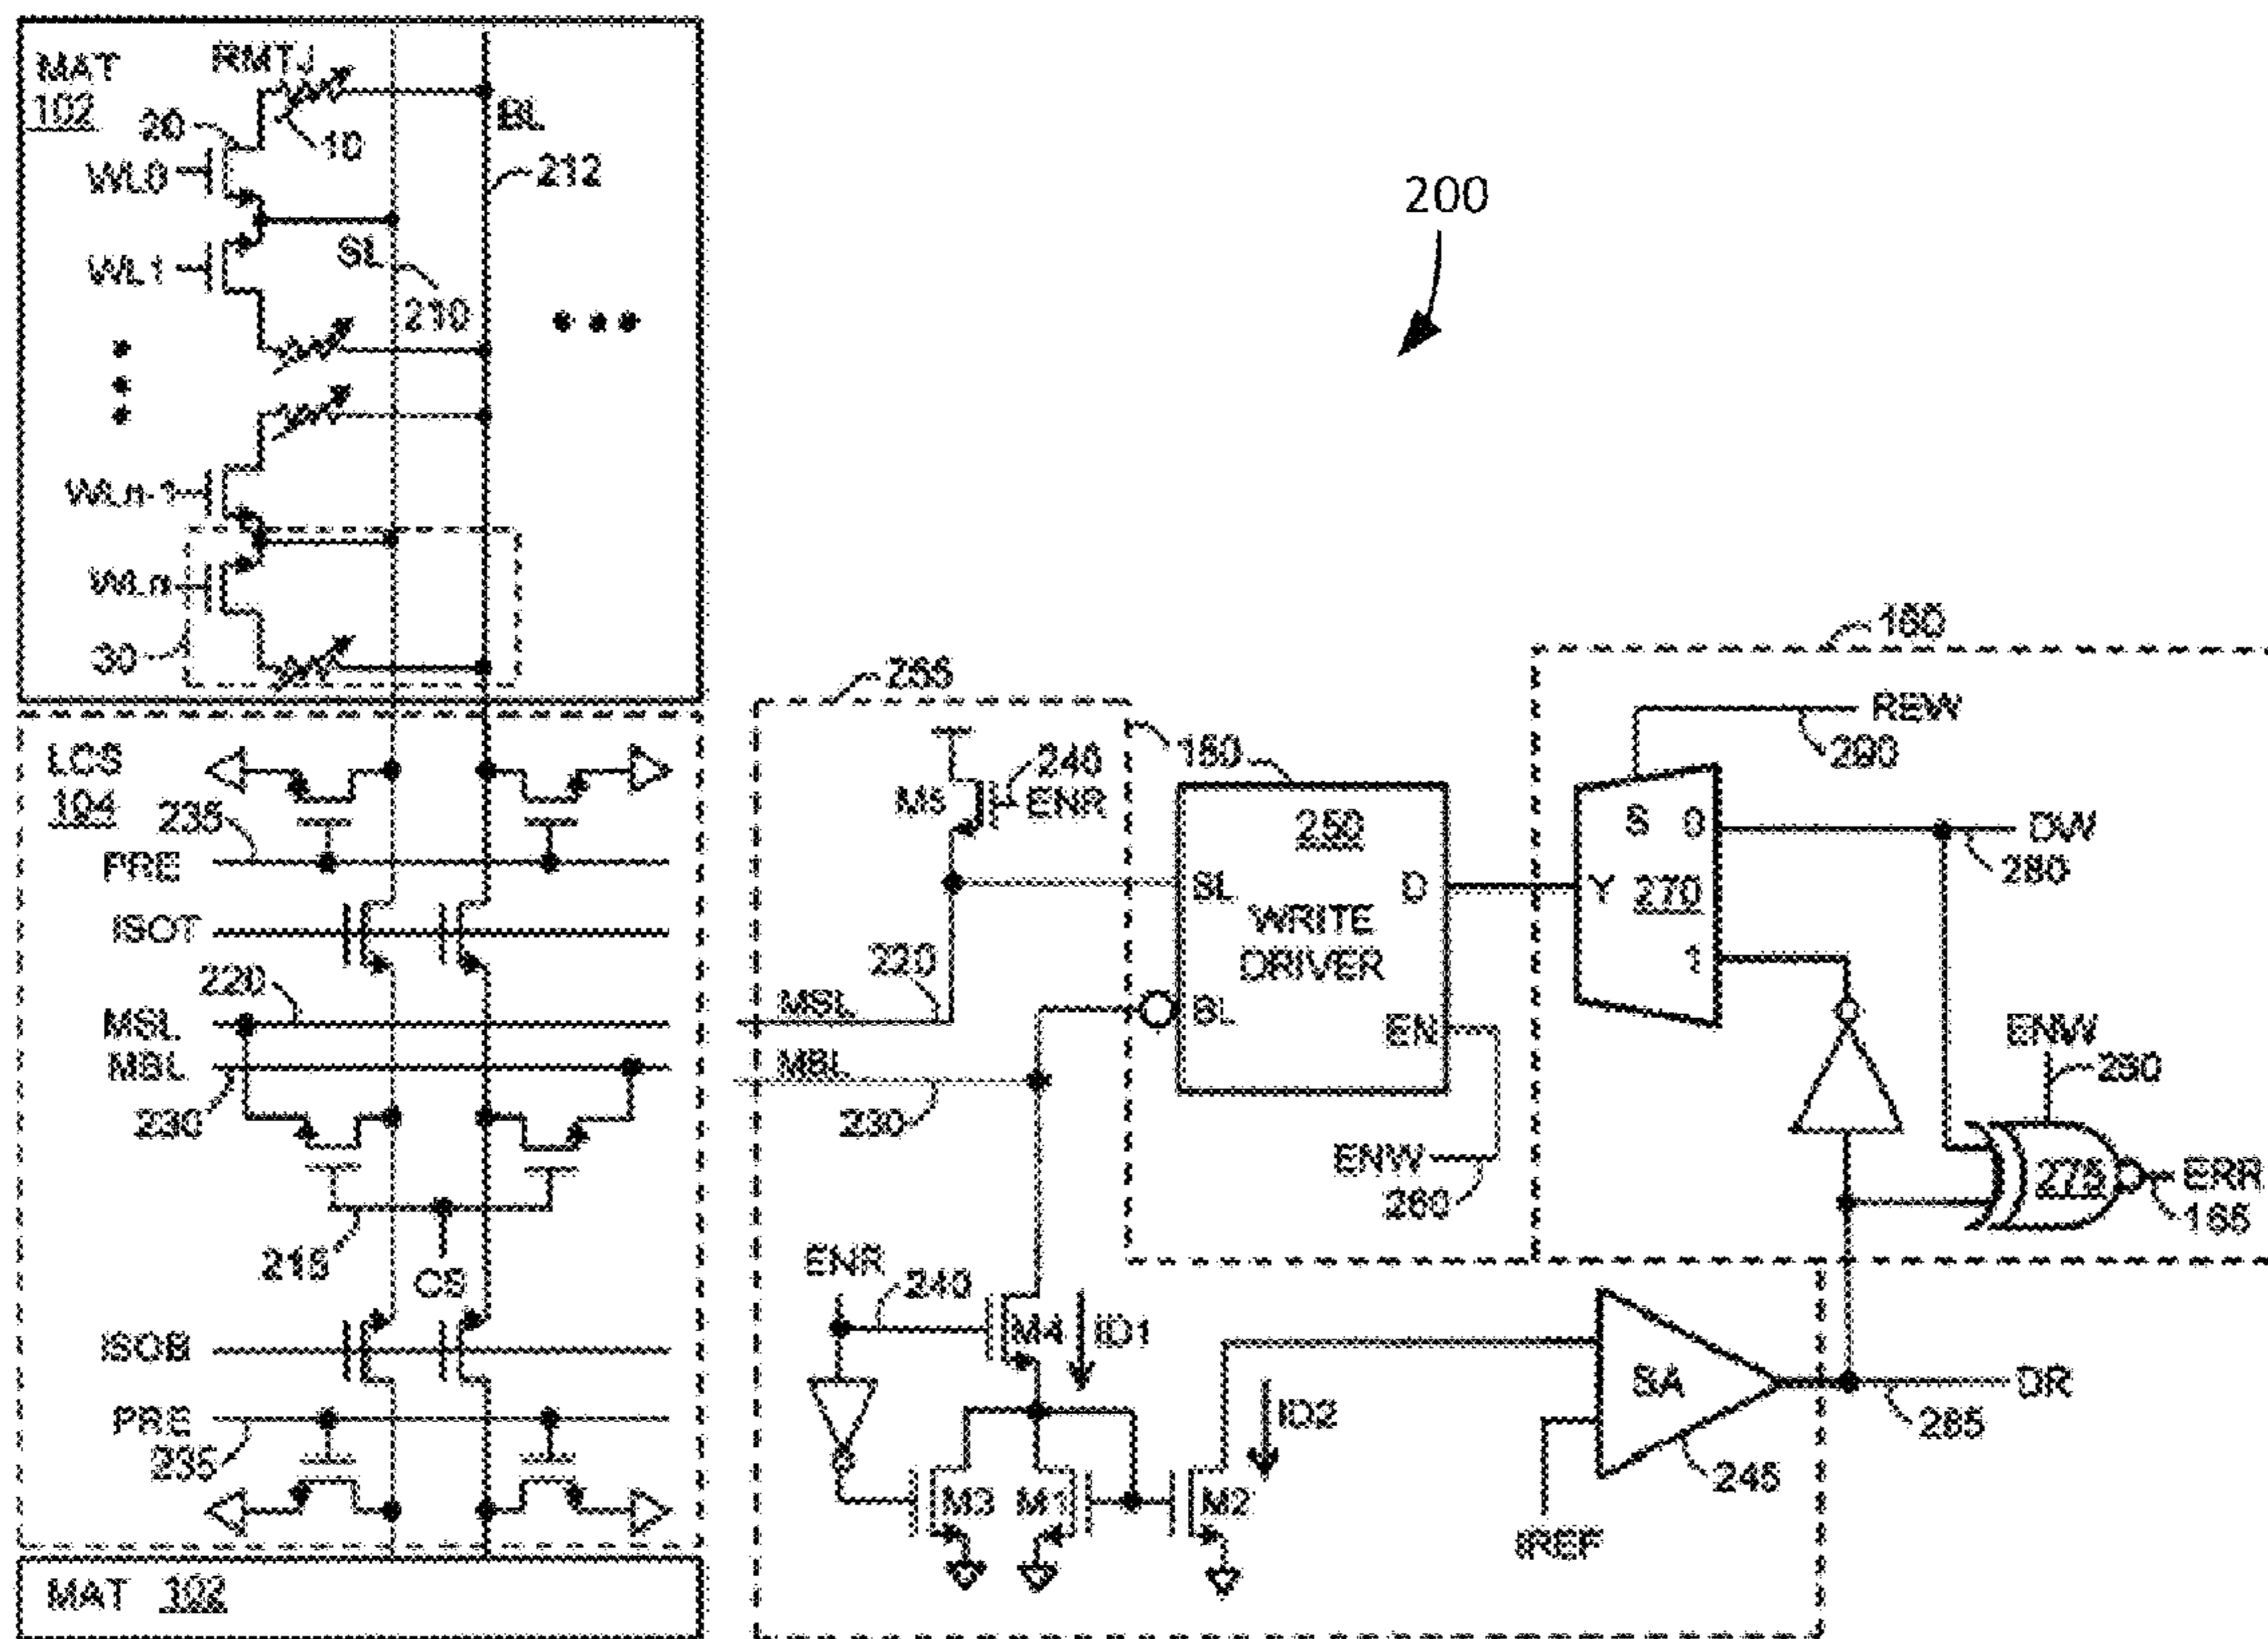 MAT
102
RMTJ
20
10
BL
WL0
212
WL1
SL
210
WLn-1
WLn
30
LCS
104
235
PRE
ISOT
220
MSL
MBL
230
215
CS
ISOB
PRE
235
MAT 102
200
255
M5
240
ENR
220
MSL
MBL
230
ENR
240
M4
ID1
M3
M1
M2
ID2
SA
245
IREF
DR
285
250
SL
D
WRITE
DRIVER
BL
EN
ENW
260
160
REW
290
S 0
DW
280
Y 270
1
ENW
275
ERR
165